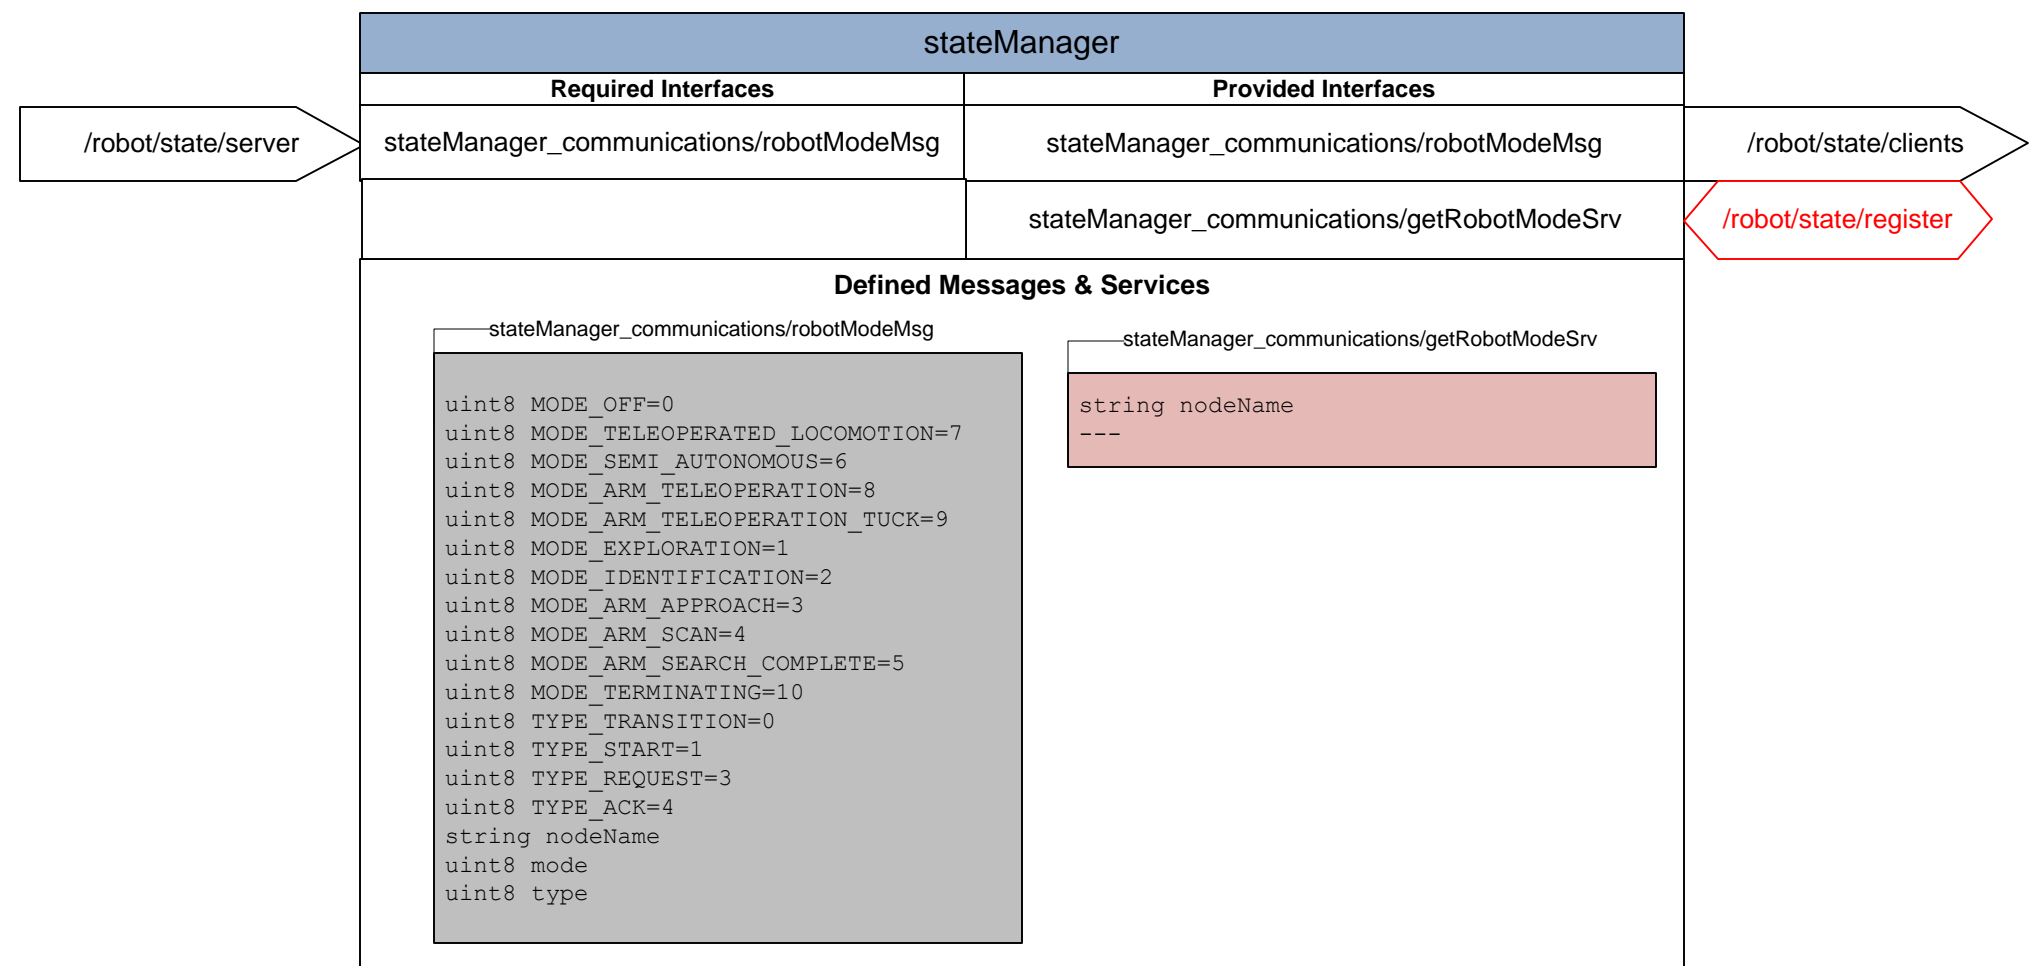 stateManager
Required Interfaces
Provided Interfaces
/robot/state/server
stateManager_communications/robotModeMsg
stateManager_communications/robotModeMsg
/robot/state/clients
stateManager_communications/getRobotModeSrv
/robot/state/register
Defined Messages & Services
stateManager_communications/robotModeMsg
uint8 MODE_OFF=0
uint8 MODE_TELEOPERATED_LOCOMOTION=7
uint8 MODE_SEMI_AUTONOMOUS=6
uint8 MODE_ARM_TELEOPERATION=8
uint8 MODE_ARM_TELEOPERATION_TUCK=9
uint8 MODE_EXPLORATION=1
uint8 MODE_IDENTIFICATION=2
uint8 MODE_ARM_APPROACH=3
uint8 MODE_ARM_SCAN=4
uint8 MODE_ARM_SEARCH_COMPLETE=5
uint8 MODE_TERMINATING=10
uint8 TYPE_TRANSITION=0
uint8 TYPE_START=1
uint8 TYPE_REQUEST=3
uint8 TYPE_ACK=4
string nodeName
uint8 mode
uint8 type
stateManager_communications/getRobotModeSrv
string nodeName
---